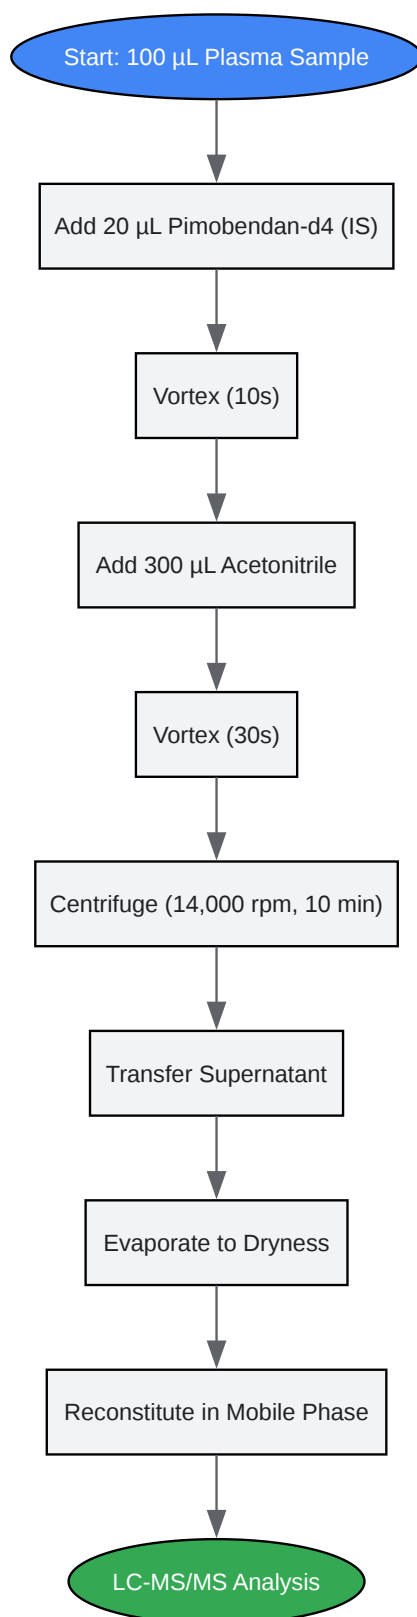 Start: 100 µL Plasma Sample
Add 20 µL Pimobendan-d4 (IS)
Vortex (10s)
Add 300 µL Acetonitrile
Vortex (30s)
Centrifuge (14,000 rpm, 10 min)
Transfer Supernatant
Evaporate to Dryness
Reconstitute in Mobile Phase
LC-MS/MS Analysis